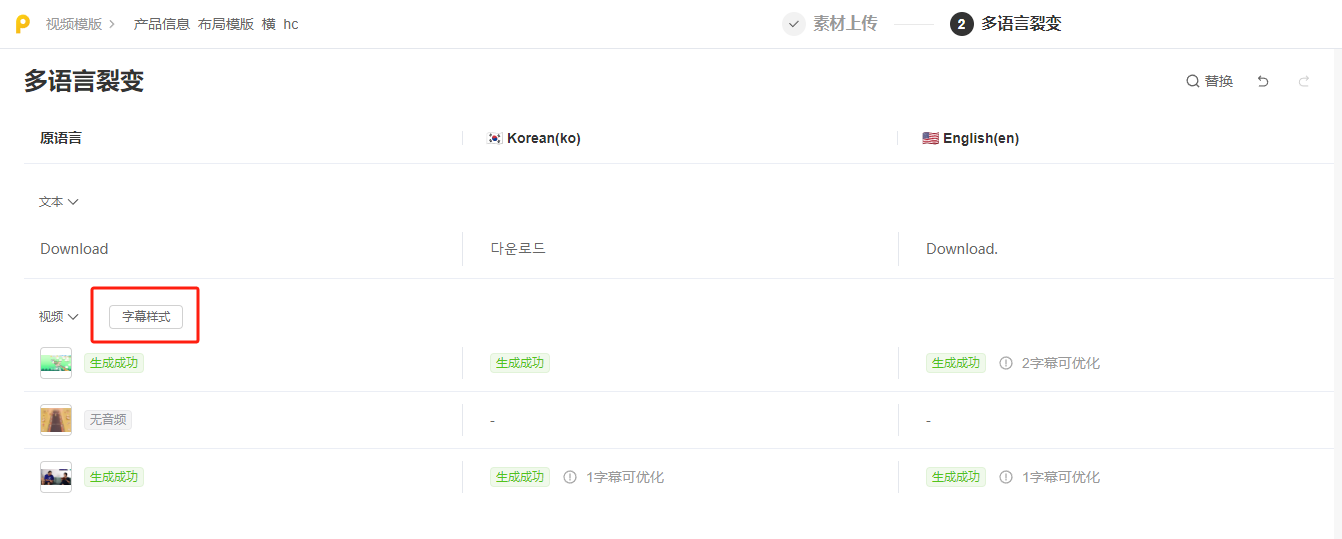 视频模版 产品信息 布局模版 横 hc
素材上传
2 多语言裂变
多语言裂变
替换
原语言 Korean(ko) English(en)
文本
Download 다운로드 Download.
视频 字幕样式
生成成功 生成成功 生成成功 2字幕可优化
无音频 - -
生成成功 生成成功 1字幕可优化 生成成功 1字幕可优化